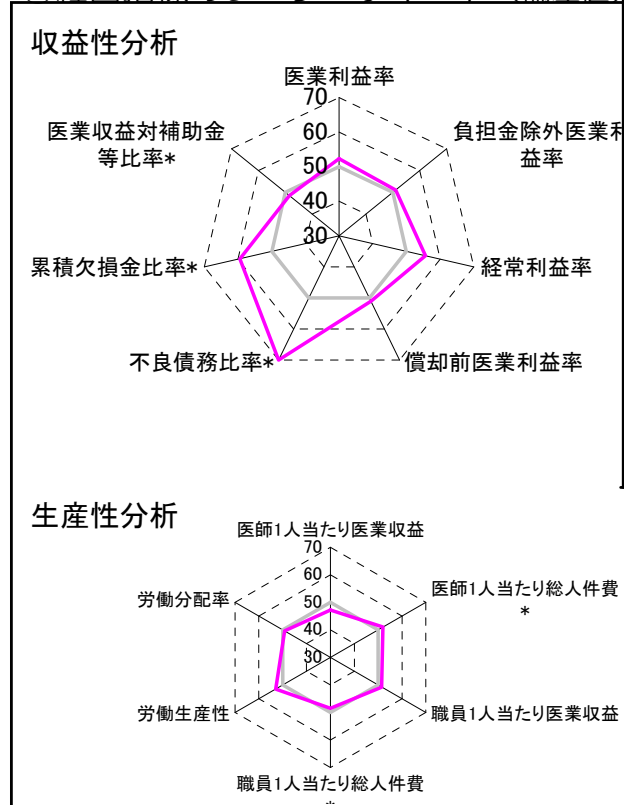 収益性分析
医業利益率
70
60
50
40
30
負担金除外医業利
益率
経常利益率
償却前医業利益率
不良債務比率*
累積欠損金比率*
医業収益対補助金
等比率*
生産性分析
医師1人当たり医業収益
70
60
50
40
30
医師1人当たり総人件費
*
職員1人当たり医業収益
職員1人当たり総人件費
*
労働生産性
労働分配率